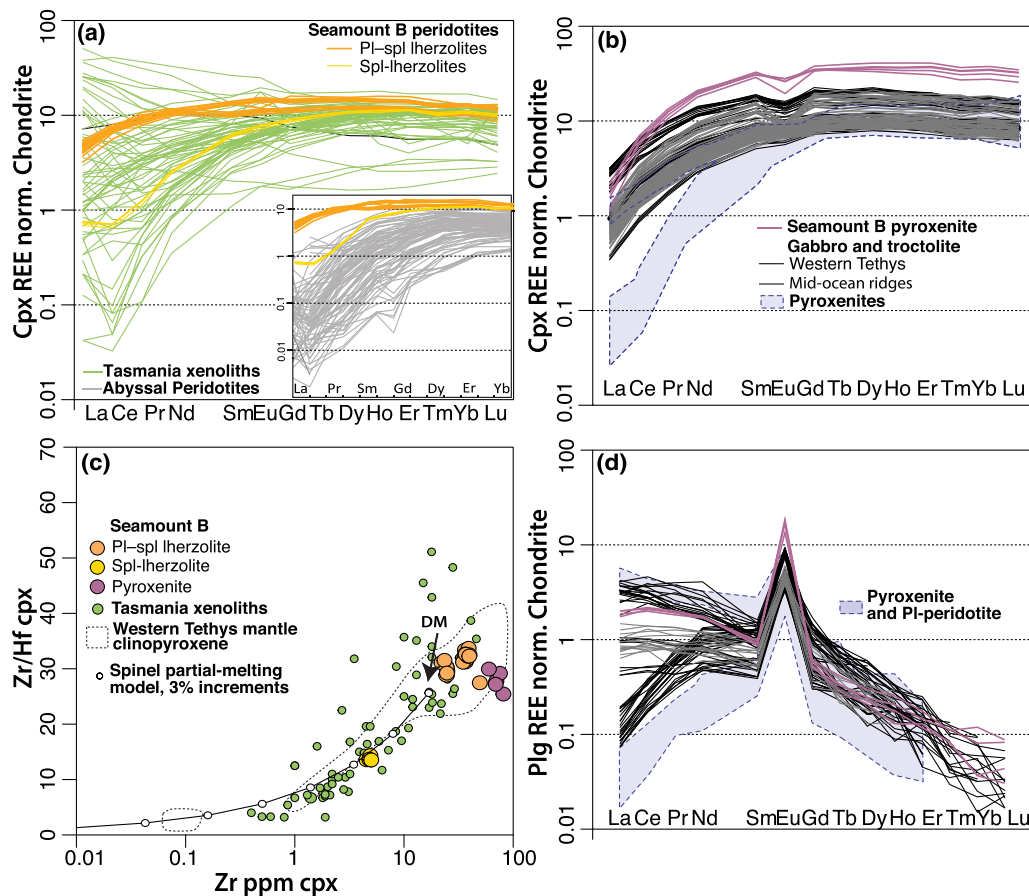 (a)
Seamount B peridotites
Pl–spl lherzolites
Spl-lherzolites
Cpx REE norm. Chondrite
100
10
1
0.1
0.01
Tasmania xenoliths
Abyssal Peridotites
10
1
0.1
0.01
La Pr Sm Gd Dy Er Yb
La Ce Pr Nd Sm Eu Gd Tb Dy Ho Er Tm Yb Lu
(b)
Cpx REE norm. Chondrite
100
10
1
0.1
0.01
Seamount B pyroxenite
Gabbro and troctolite
Western Tethys
Mid-ocean ridges
Pyroxenites
La Ce Pr Nd Sm Eu Gd Tb Dy Ho Er Tm Yb Lu
(c)
Zr/Hf cpx
70
60
50
40
30
20
10
0
Seamount B
Pl–spl lherzolite
Spl-lherzolite
Pyroxenite
Tasmania xenoliths
Western Tethys mantle
clinopyroxene
Spinel partial-melting
model, 3% increments
DM
0.01 0.1 1 10 100
Zr ppm cpx
(d)
Plg REE norm. Chondrite
100
10
1
0.1
0.01
Pyroxenite
and Pl-peridotite
La Ce Pr Nd Sm Eu Gd Tb Dy Ho Er Tm Yb Lu